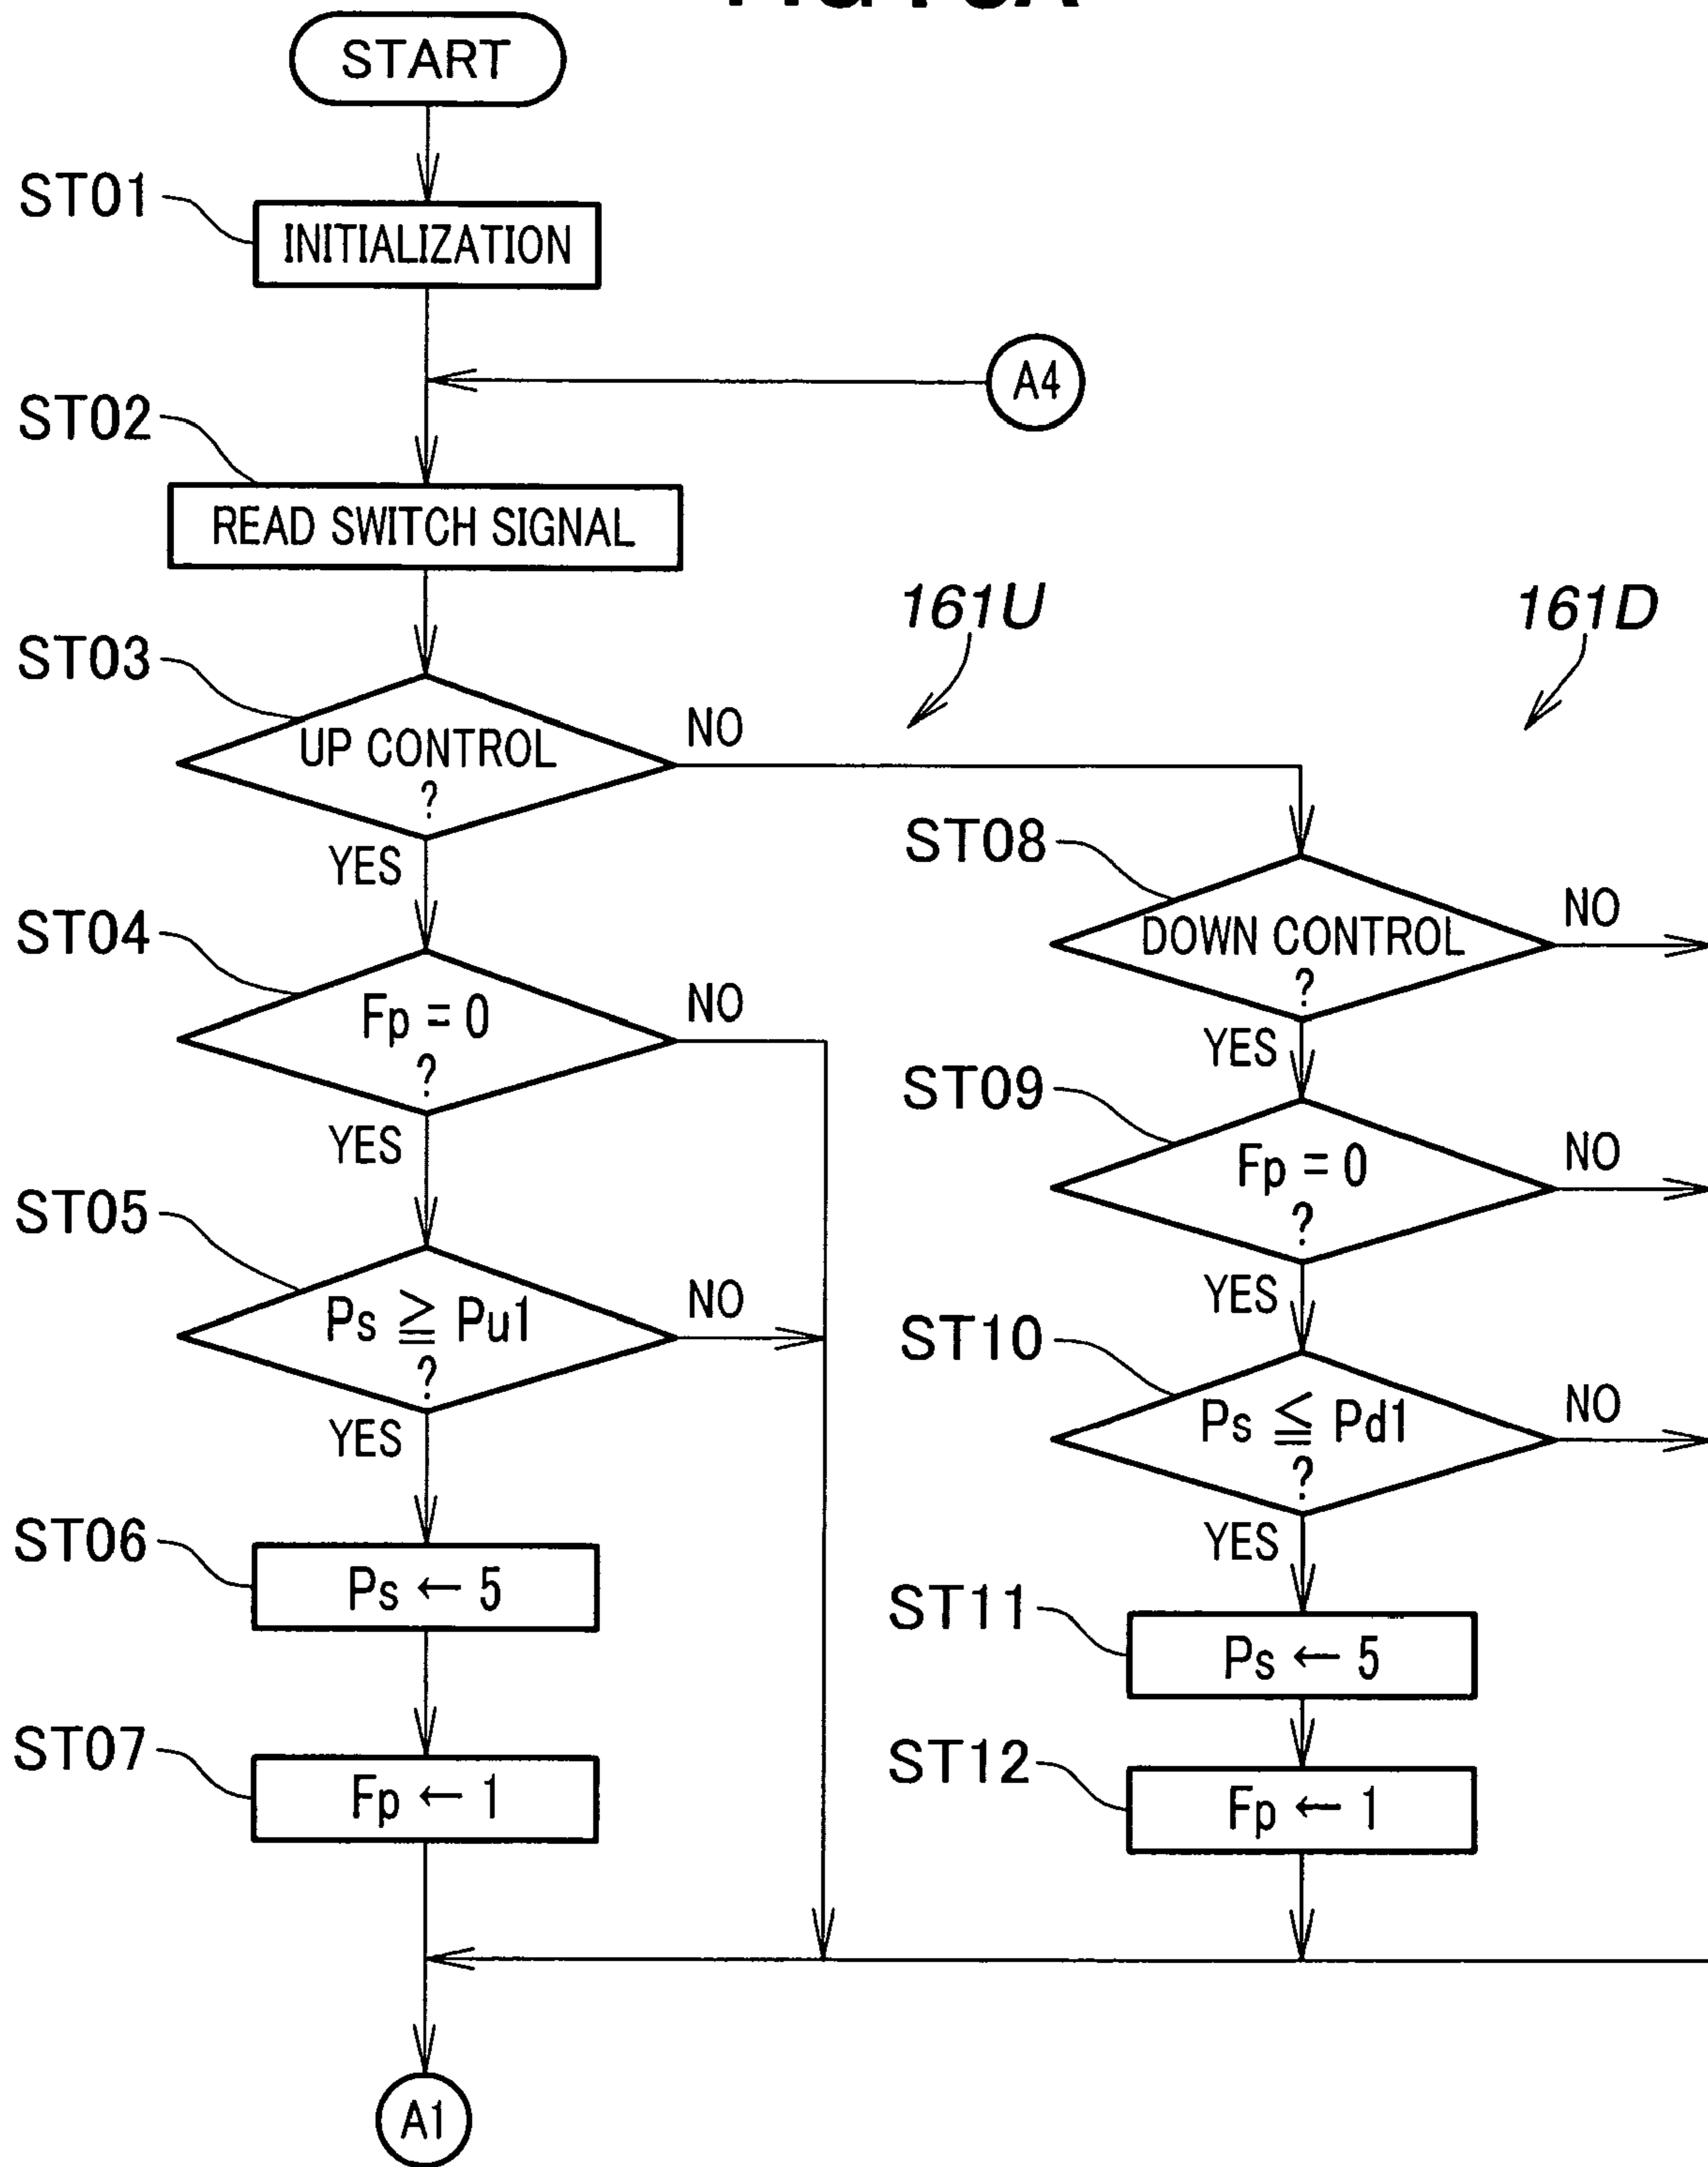 START
ST01
INITIALIZATION
A4
ST02
READ SWITCH SIGNAL
161U
161D
ST03
UP CONTROL
?
NO
YES
ST08
DOWN CONTROL
?
NO
YES
ST04
Fp = 0
?
NO
YES
ST09
Fp = 0
?
NO
YES
ST05
Ps ≧ Pu1
?
NO
YES
ST10
Ps ≦ Pd1
?
NO
YES
ST06
Ps ← 5
ST11
Ps ← 5
ST07
Fp ← 1
ST12
Fp ← 1
A1